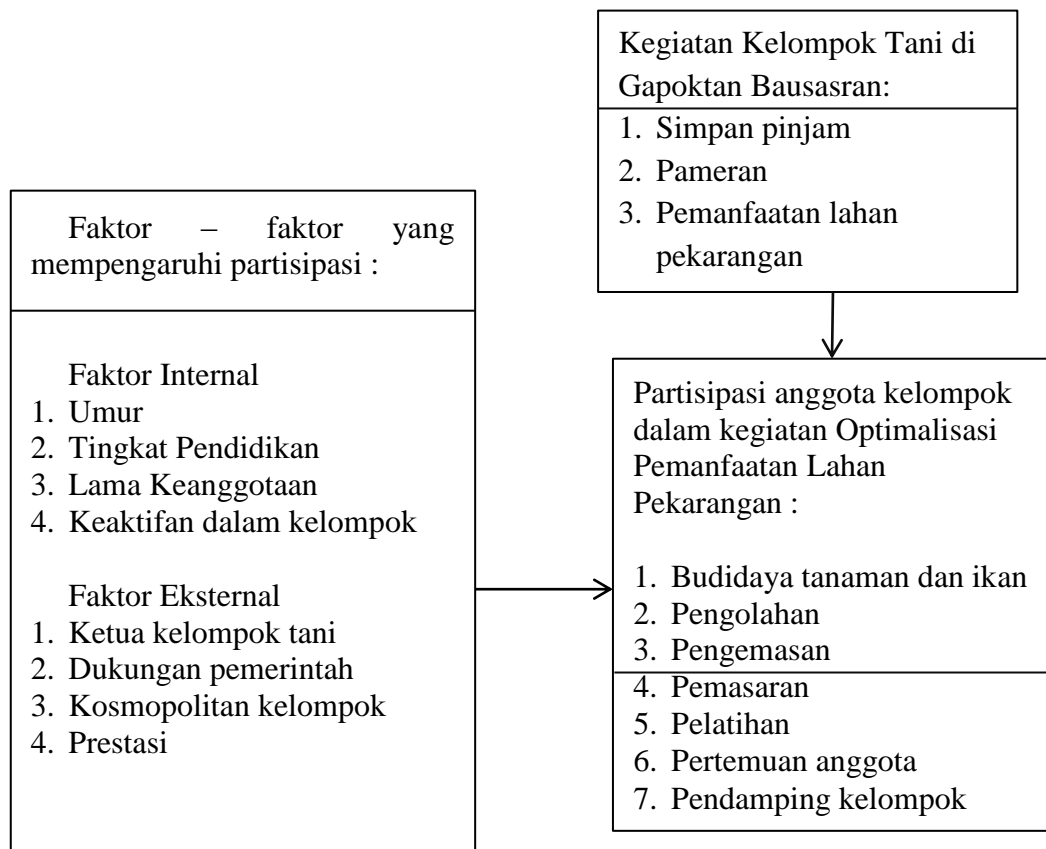 Kegiatan Kelompok Tani di
Gapoktan Bausasran:
1. Simpan pinjam
2. Pameran
3. Pemanfaatan lahan
pekarangan
Faktor – faktor yang
mempengaruhi partisipasi :
Faktor Internal
1. Umur
2. Tingkat Pendidikan
3. Lama Keanggotaan
4. Keaktifan dalam kelompok
Faktor Eksternal
1. Ketua kelompok tani
2. Dukungan pemerintah
3. Kosmopolitan kelompok
4. Prestasi
Partisipasi anggota kelompok
dalam kegiatan Optimalisasi
Pemanfaatan Lahan
Pekarangan :
1. Budidaya tanaman dan ikan
2. Pengolahan
3. Pengemasan
4. Pemasaran
5. Pelatihan
6. Pertemuan anggota
7. Pendamping kelompok